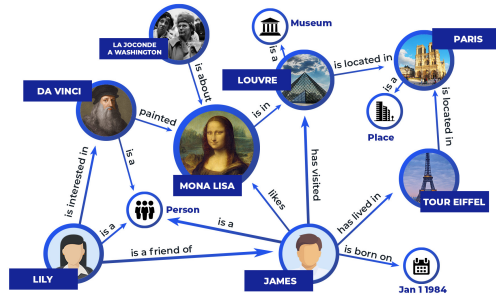 LA JOCONDE
A WASHINGTON
Museum
PARIS
is a
is located in
LOUVRE
DA VINCI
is about
painted
is in
is a
Place
is located in
MONA LISA
is interested in
is a
has visited
TOUR EIFFEL
Person
likes
has lived in
is a
is a
is a friend of
is born on
LILY
JAMES
Jan 1 1984